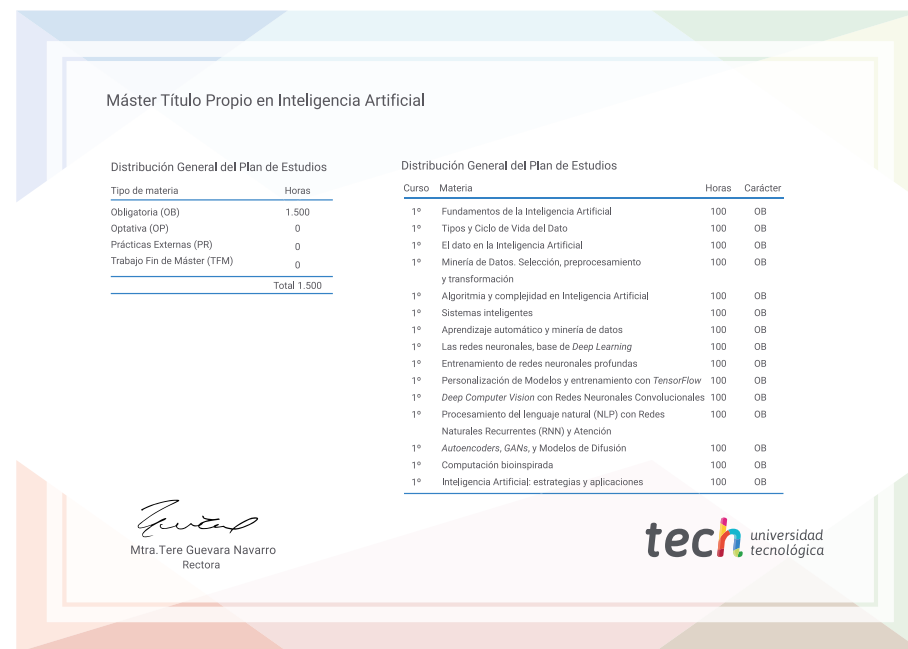 Máster Título Propio en Inteligencia Artificial
Distribución General del Plan de Estudios
Tipo de materia Horas
Obligatoria (OB) 1.500
Optativa (OP) 0
Prácticas Externas (PR) 0
Trabajo Fin de Máster (TFM) 0
Total 1.500
Distribución General del Plan de Estudios
Curso Materia Horas Carácter
1º Fundamentos de la Inteligencia Artificial 100 OB
1º Tipos y Ciclo de Vida del Dato 100 OB
1º El dato en la Inteligencia Artificial 100 OB
1º Minería de Datos. Selección, preprocesamiento 100 OB
y transformación
1º Algoritmia y complejidad en Inteligencia Artificial 100 OB
1º Sistemas inteligentes 100 OB
1º Aprendizaje automático y minería de datos 100 OB
1º Las redes neuronales, base de Deep Learning 100 OB
1º Entrenamiento de redes neuronales profundas 100 OB
1º Personalización de Modelos y entrenamiento con TensorFlow 100 OB
1º Deep Computer Vision con Redes Neuronales Convolucionales 100 OB
1º Procesamiento del lenguaje natural (NLP) con Redes 100 OB
Naturales Recurrentes (RNN) y Atención
1º Autoencoders, GANs, y Modelos de Difusión 100 OB
1º Computación bioinspirada 100 OB
1º Inteligencia Artificial: estrategias y aplicaciones 100 OB
Mtra.Tere Guevara Navarro
Rectora
tech universidad
tecnológica